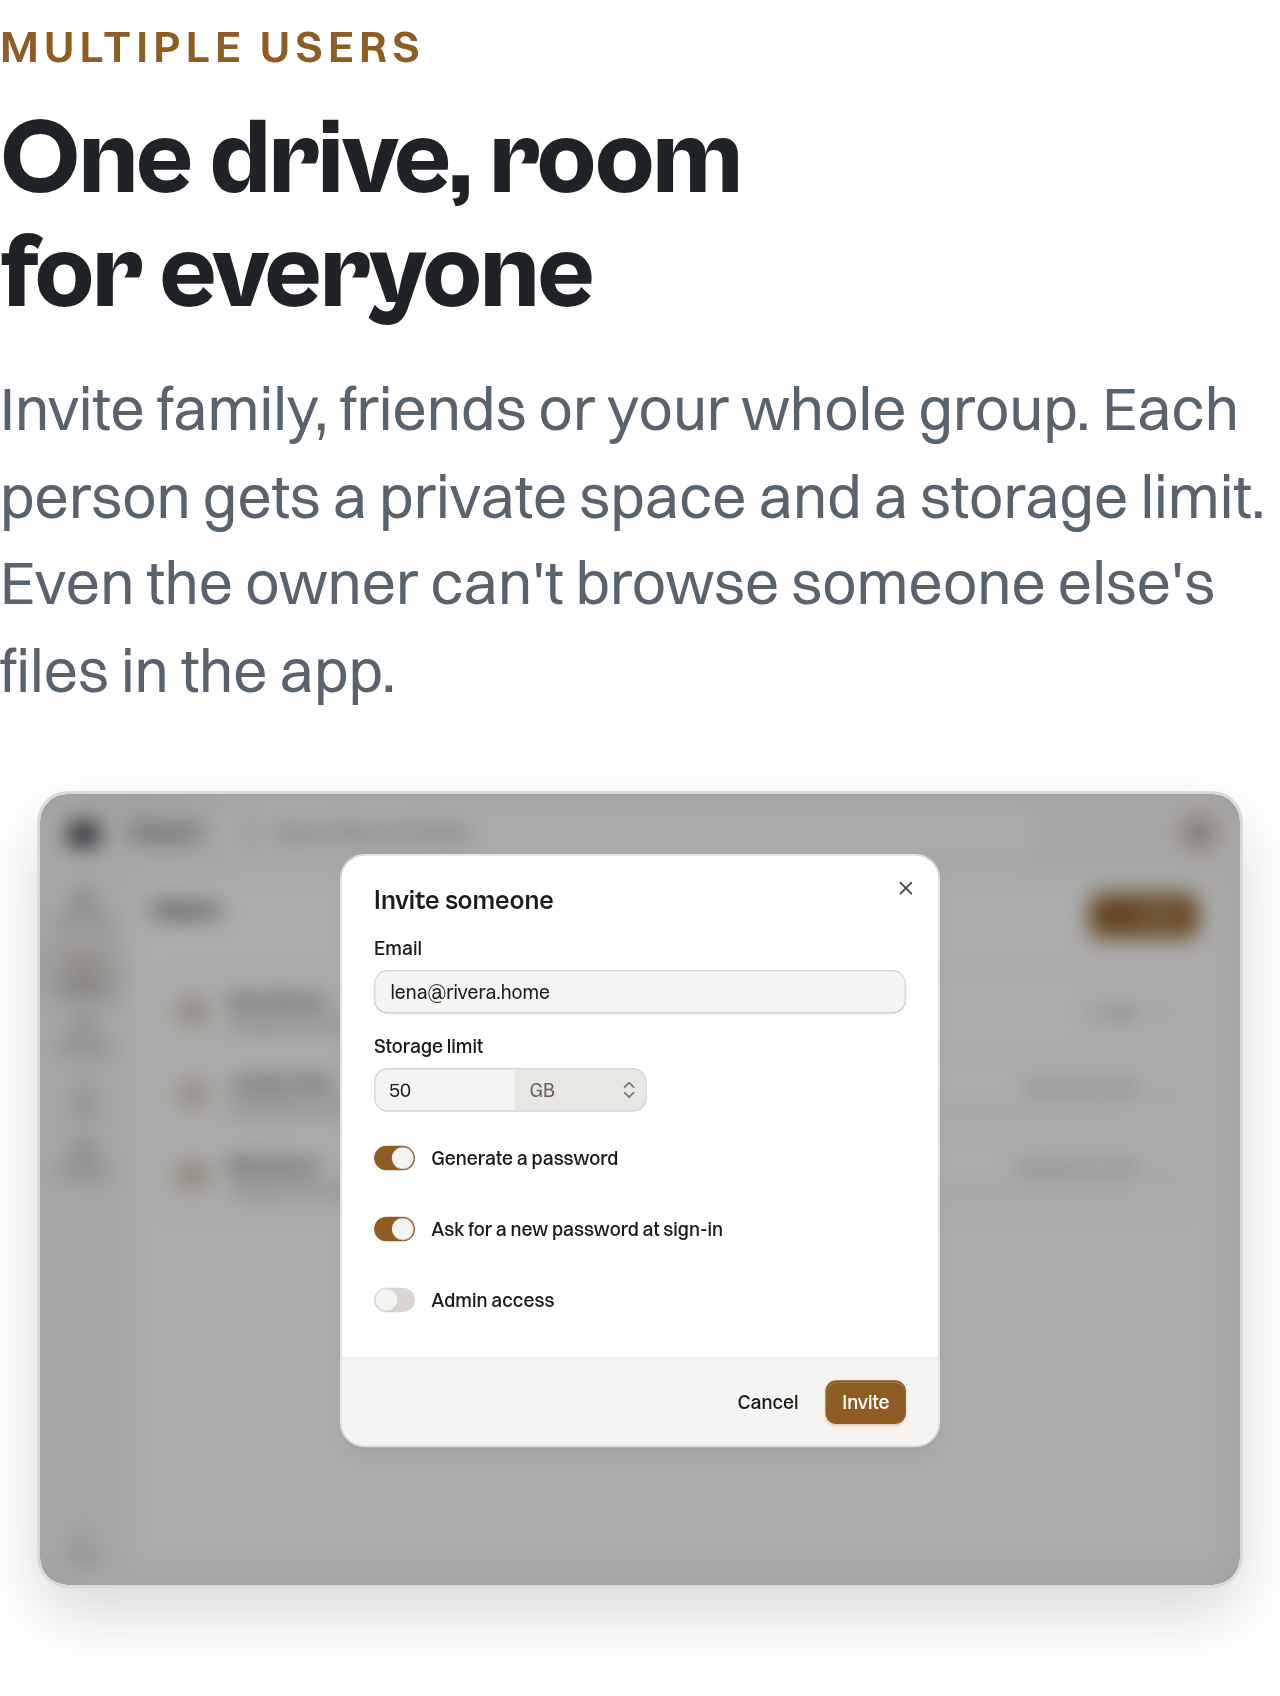 MULTIPLE USERS
One drive, room
for everyone
Invite family, friends or your whole group. Each
person gets a private space and a storage limit.
Even the owner can't browse someone else's
files in the app.
Invite someone
Email
lena@rivera.home
Storage limit
50 GB
Generate a password
Ask for a new password at sign-in
Admin access
Cancel Invite